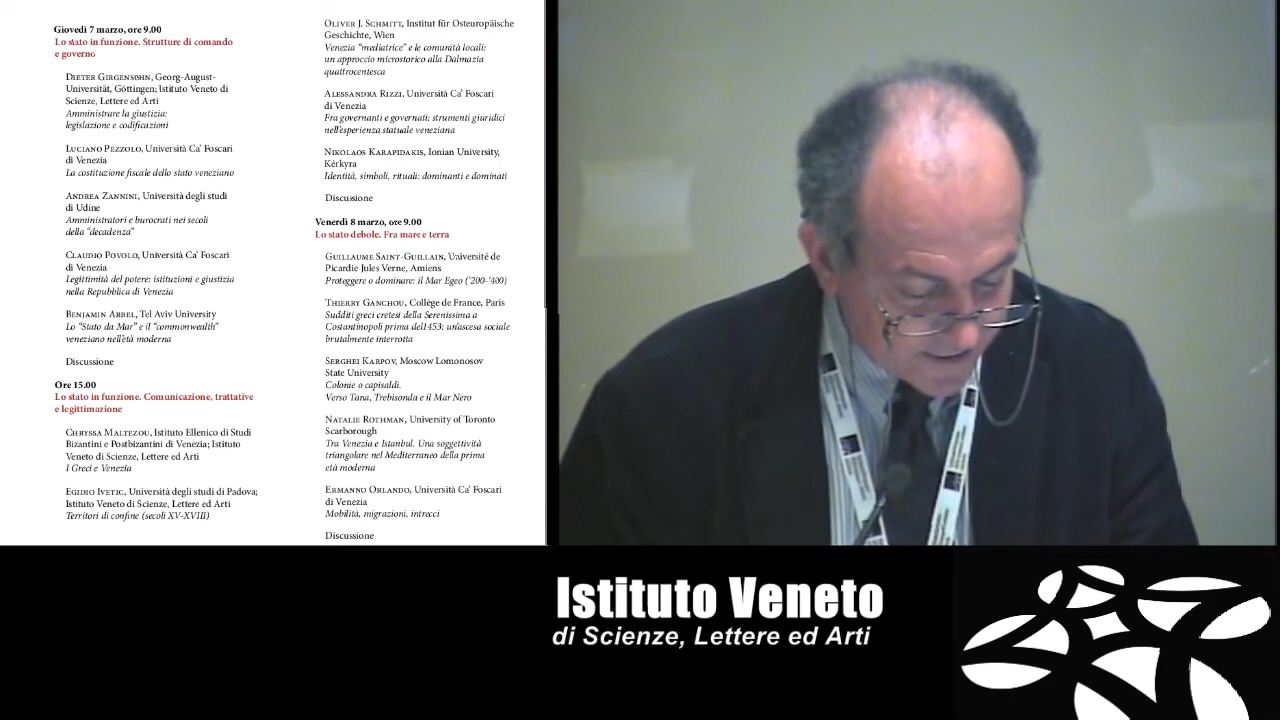 Giovedì 7 marzo, ore 9.00
Lo stato in funzione. Strutture di comando
e governo
Dieter Girgensohn, Georg-August-
Universität, Göttingen; Istituto Veneto di
Scienze, Lettere ed Arti
Amministrare la giustizia:
legislazione e codificazioni
Luciano Pezzolo, Università Ca' Foscari
di Venezia
La costituzione fiscale dello stato veneziano
Andrea Zannini, Università degli studi
di Udine
Amministratori e burocrati nei secoli
della "decadenza"
Claudio Povolo, Università Ca' Foscari
di Venezia
Legittimità del potere: istituzioni e giustizia
nella Repubblica di Venezia
Benjamin Arbel, Tel Aviv University
Lo "Stato da Mar" e il "commonwealth"
veneziano nell'età moderna
Discussione
Ore 15.00
Lo stato in funzione. Comunicazione, trattative
e legittimazione
Chryssa Maltezou, Istituto Ellenico di Studi
Bizantini e Postbizantini di Venezia; Istituto
Veneto di Scienze, Lettere ed Arti
I Greci e Venezia
Egidio Ivetic, Università degli studi di Padova;
Istituto Veneto di Scienze, Lettere ed Arti
Territori di confine (secoli XV-XVIII)
Oliver J. Schmitt, Institut für Osteuropäische
Geschichte, Wien
Venezia "mediatrice" e le comunità locali:
un approccio microstorico alla Dalmazia
quattrocentesca
Alessandra Rizzi, Università Ca' Foscari
di Venezia
Fra governanti e governati: strumenti giuridici
nell'esperienza statuale veneziana
Nikolaos Karapidakis, Ionian University,
Kérkyra
Identità, simboli, rituali: dominanti e dominati
Discussione
Venerdì 8 marzo, ore 9.00
Lo stato debole. Fra mare e terra
Guillaume Saint-Guillain, Université de
Picardie Jules Verne, Amiens
Proteggere o dominare: il Mar Egeo ('200-'400)
Thierry Ganchou, Collège de France, Paris
Sudditi greci cretesi della Serenissima a
Costantinopoli prima del 1453: un'ascesa sociale
brutalmente interrotta
Serghei Karpov, Moscow Lomonosov
State University
Colonie o capisaldi.
Verso Tana, Trebisonda e il Mar Nero
Natalie Rothman, University of Toronto
Scarborough
Tra Venezia e Istanbul. Una soggettività
triangolare nel Mediterraneo della prima
età moderna
Ermanno Orlando, Università Ca' Foscari
di Venezia
Mobilità, migrazioni, intrecci
Discussione
Istituto Veneto
di Scienze, Lettere ed Arti